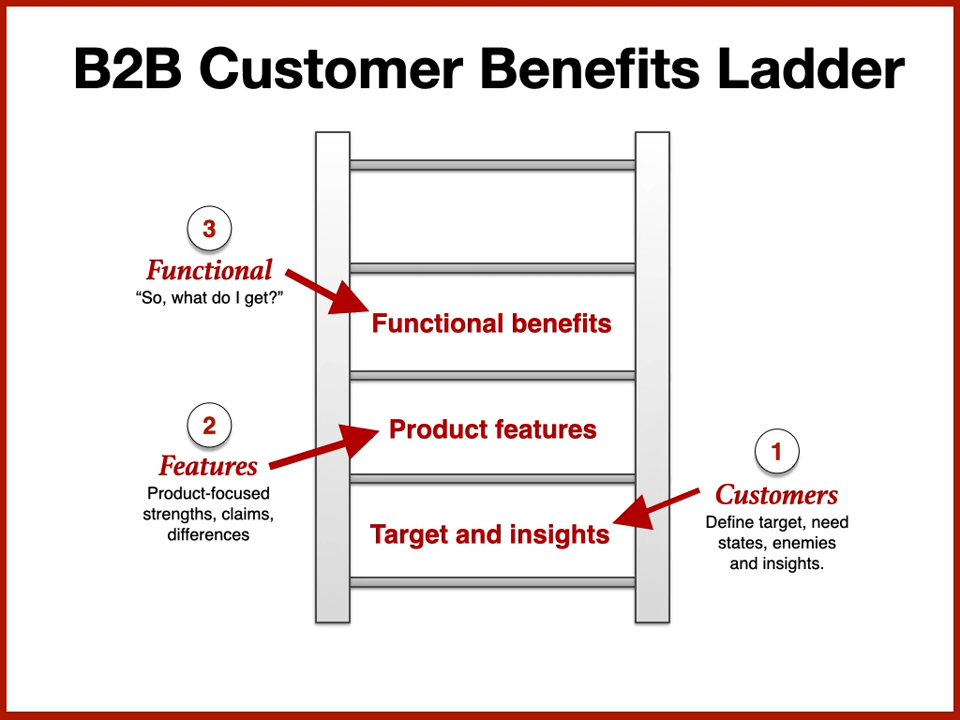 B2B Customer Benefits Ladder
3
Functional
“So, what do I get?”
Functional benefits
2
Features
Product-focused
strengths, claims,
differences
Product features
1
Customers
Define target, need
states, enemies
and insights.
Target and insights